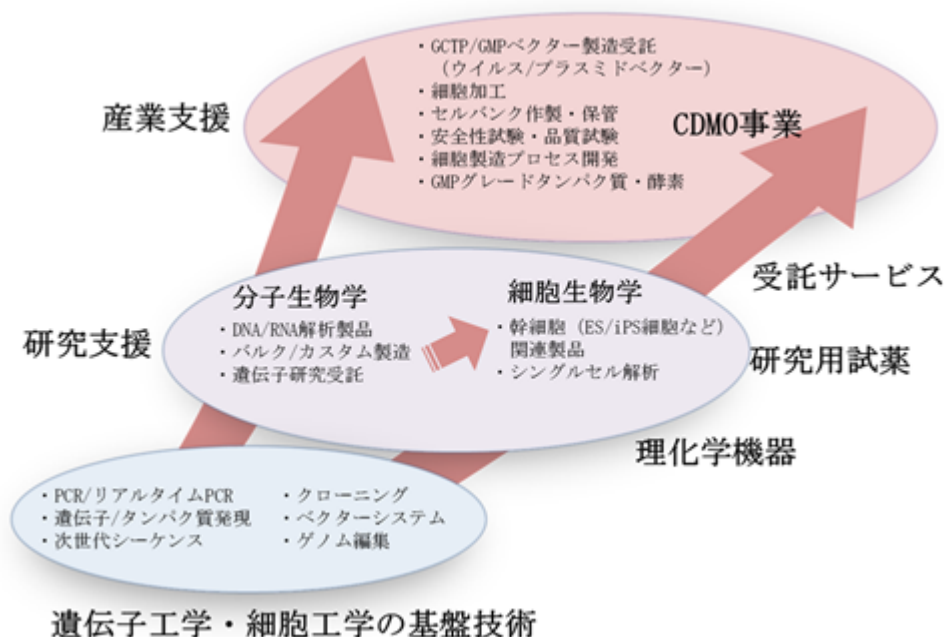 ・GCTP/GMPベクター製造受託
（ウイルス/プラスミドベクター）
・細胞加工
・セルバンク作製・保管
・安全性試験・品質試験
・細胞製造プロセス開発
・GMPグレードタンパク質・酵素
産業支援
CDMO事業
受託サービス
分子生物学
・DNA/RNA解析製品
・バルク/カスタム製造
・遺伝子研究受託
細胞生物学
・幹細胞（ES/iPS細胞など）
関連製品
・シングルセル解析
研究支援
研究用試薬
理化学機器
・PCR/リアルタイムPCR
・遺伝子/タンパク質発現
・次世代シーケンス
・クローニング
・ベクターシステム
・ゲノム編集
遺伝子工学・細胞工学の基盤技術